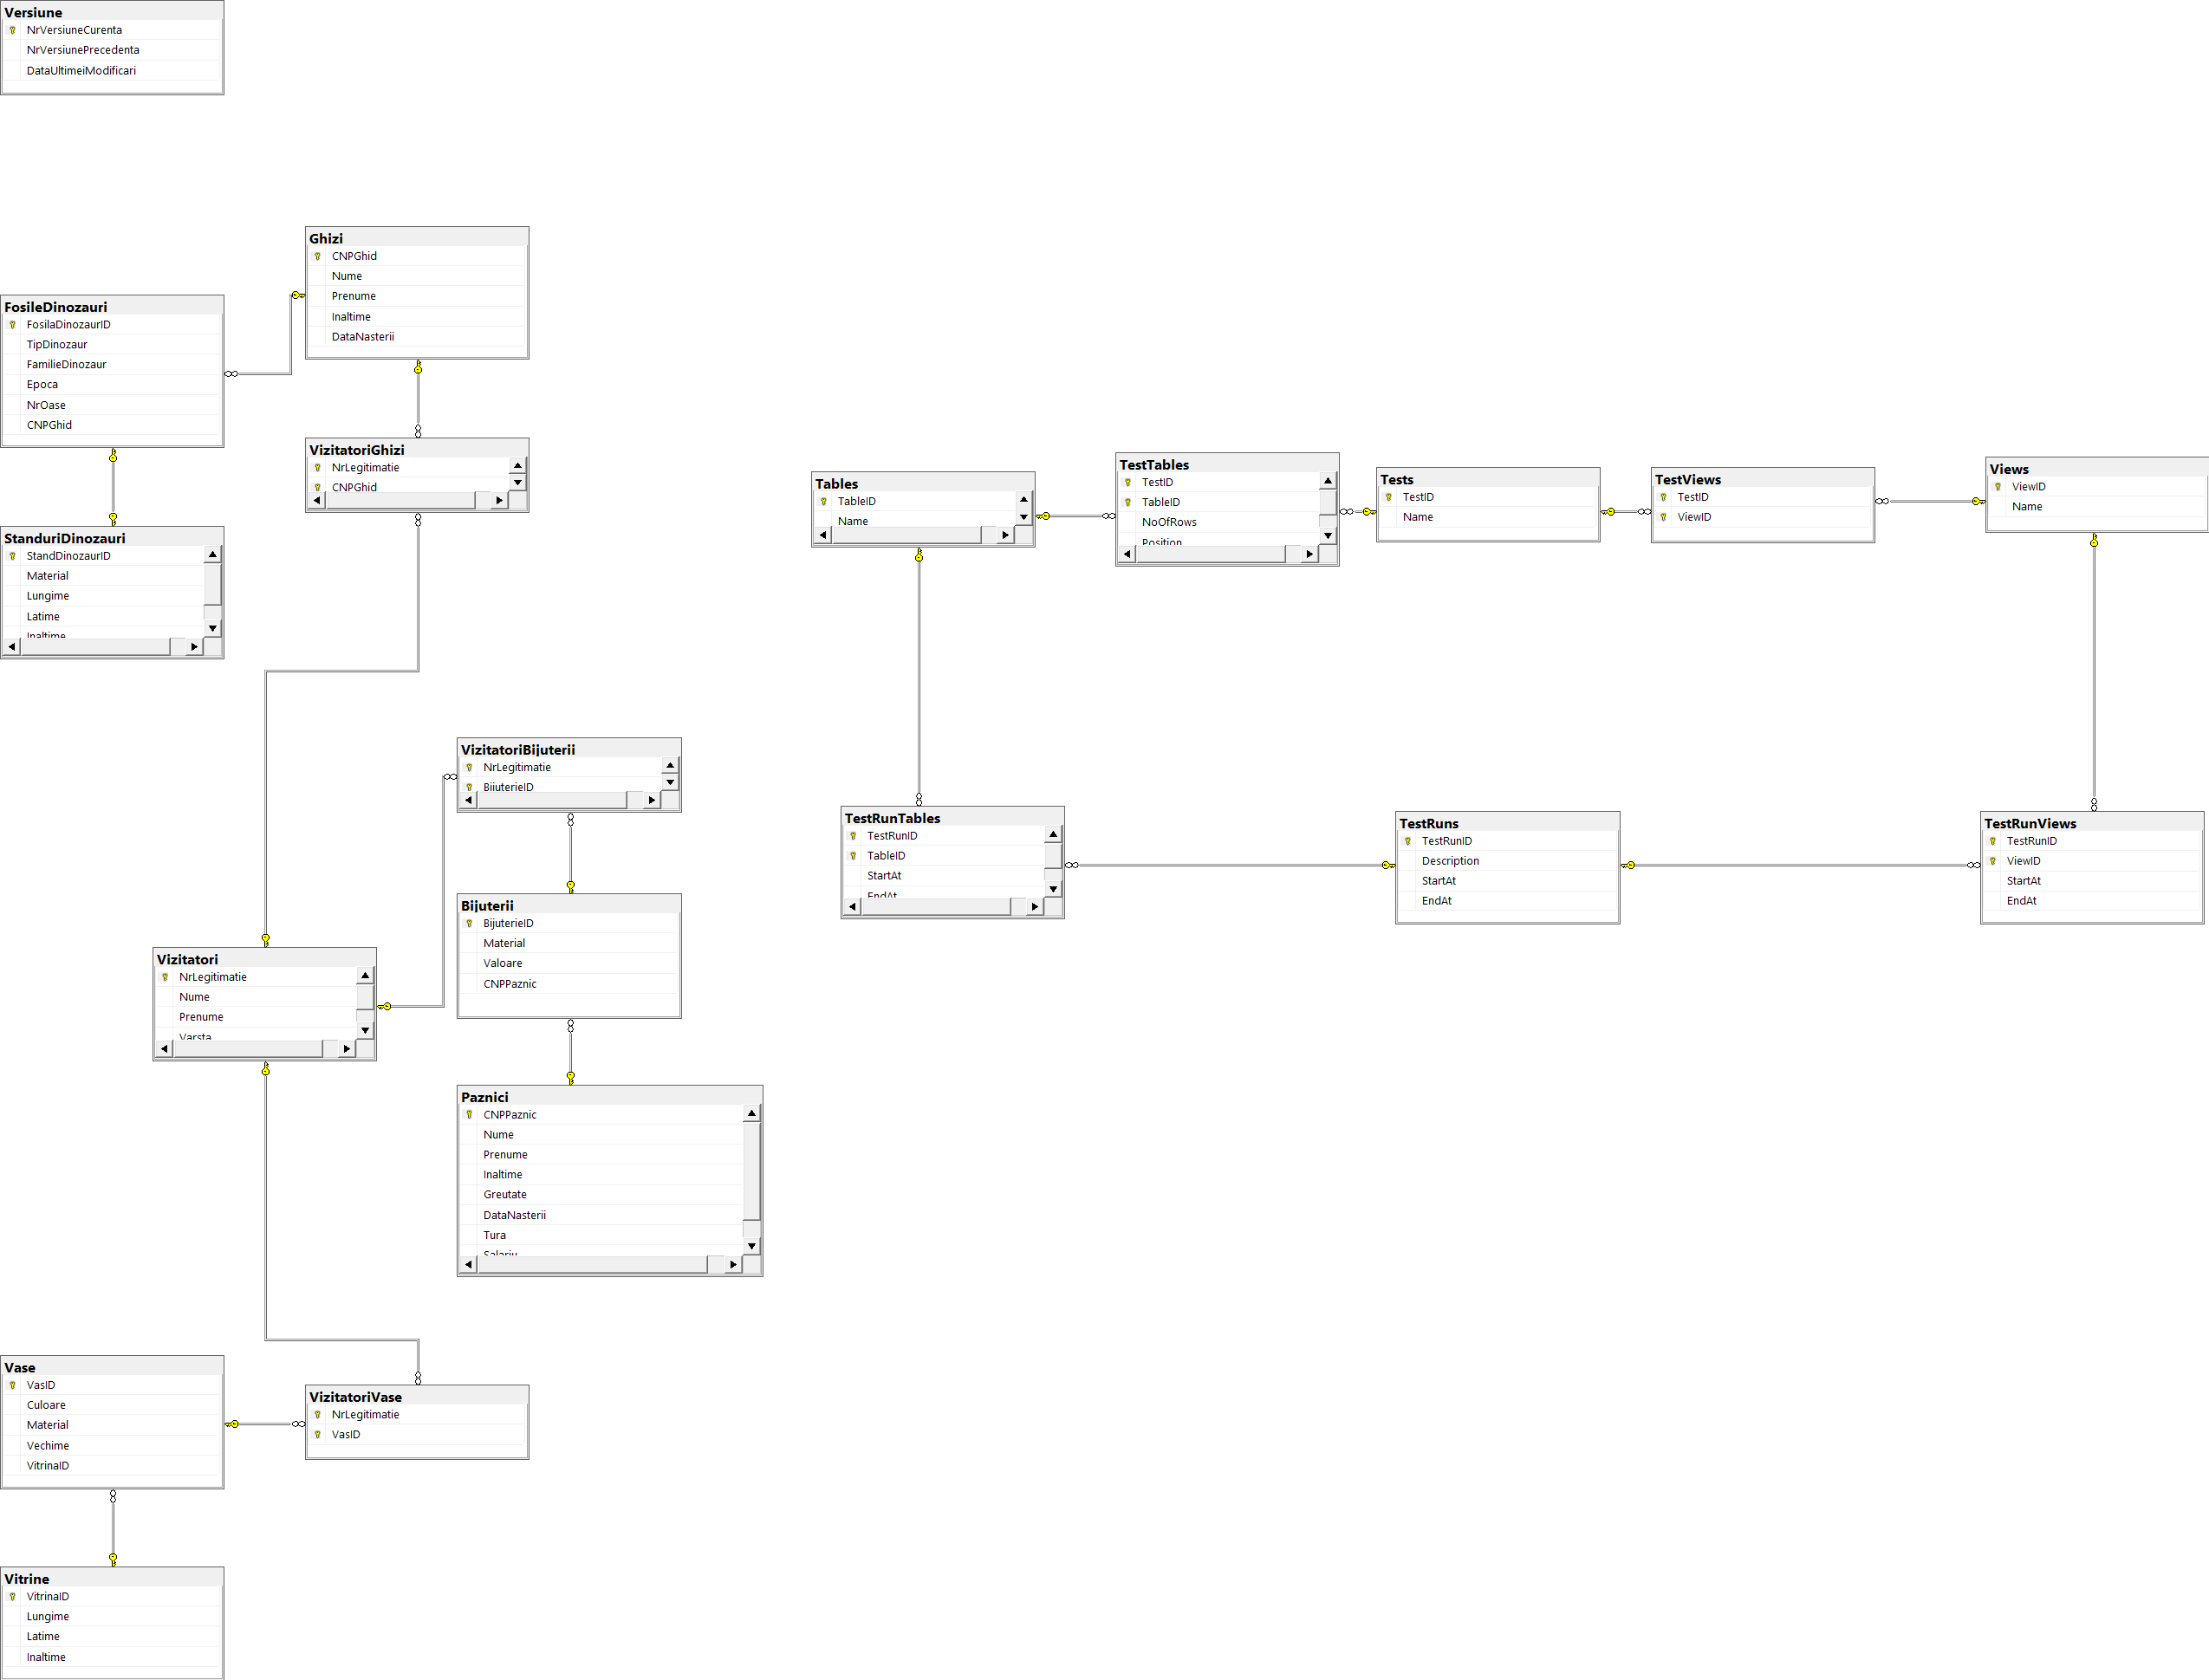 Versiune
NrVersiuneCurenta
NrVersiunePrecedenta
DataUltimeiModificari
Ghizi
CNPGhid
Nume
Prenume
Inaltime
DataNasterii
FosileDinozauri
FosilaDinozaurID
TipDinozaur
FamilieDinozaur
Epoca
NrOase
CNPGhid
VizitatoriGhizi
NrLegitimatie
CNPGhid
StanduriDinozauri
StandDinozaurID
Material
Lungime
Latime
Inaltime
Tables
TableID
Name
TestTables
TestID
TableID
NoOfRows
Position
Tests
TestID
Name
TestViews
TestID
ViewID
Views
ViewID
Name
VizitatoriBijuterii
NrLegitimatie
BijuterieID
TestRunTables
TestRunID
TableID
StartAt
EndAt
TestRuns
TestRunID
Description
StartAt
EndAt
TestRunViews
TestRunID
ViewID
StartAt
EndAt
Bijuterii
BijuterieID
Material
Valoare
CNPPaznic
Vizitatori
NrLegitimatie
Nume
Prenume
Varsta
Paznici
CNPPaznic
Nume
Prenume
Inaltime
Greutate
DataNasterii
Tura
Salariu
Vase
VasID
Culoare
Material
Vechime
VitrinaID
VizitatoriVase
NrLegitimatie
VasID
Vitrine
VitrinaID
Lungime
Latime
Inaltime